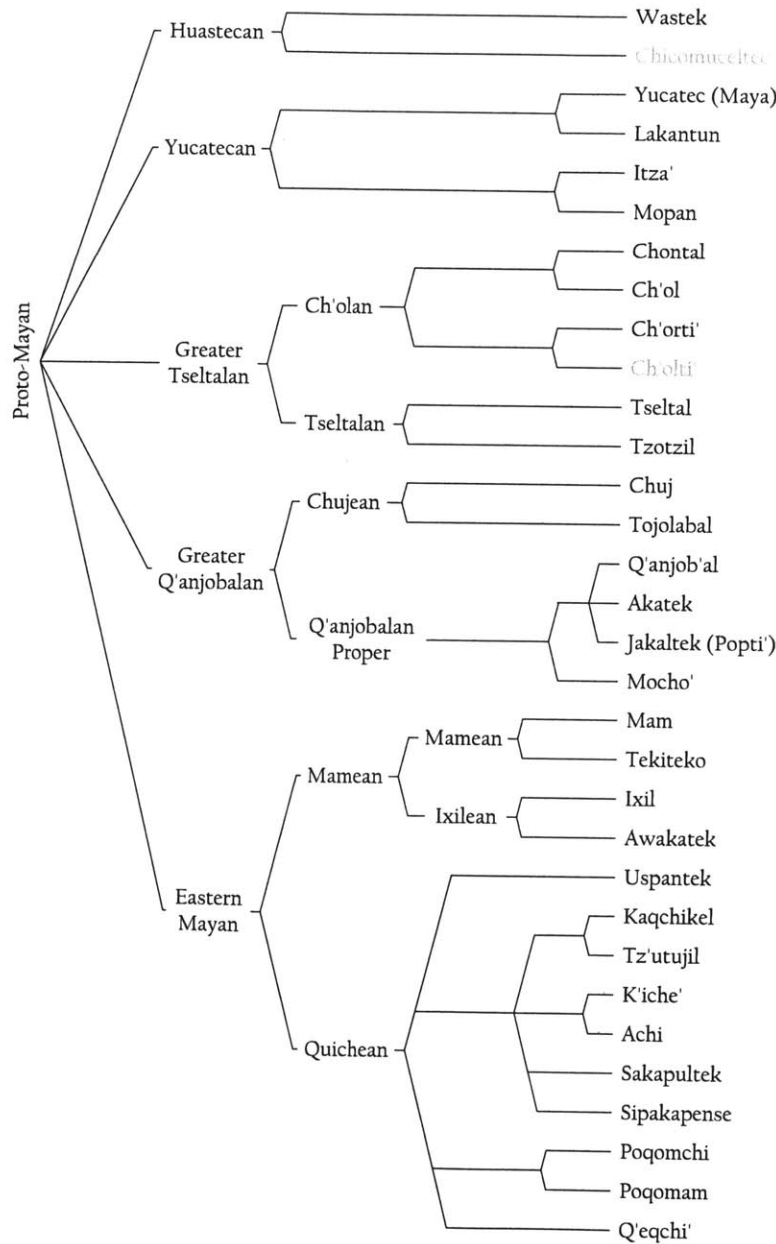 Wastek
Huastecan
Chicomuceltec
Yucatec (Maya)
Lakantun
Yucatecan
Itza'
Mopan
Chontal
Ch'ol
Ch'olan
Ch'orti'
Ch'olti'
Greater
Tseltalan
Tseltal
Tseltalan
Tzotzil
Proto-Mayan
Chuj
Chujean
Tojolabal
Greater
Q'anjobalan
Q'anjob'al
Akatek
Q'anjobalan
Proper
Jakaltek (Popti')
Mocho'
Mam
Mamean
Tekiteko
Mamean
Ixil
Ixilean
Awakatek
Eastern
Mayan
Uspantek
Kaqchikel
Tz'utujil
K'iche'
Achi
Quichean
Sakapultek
Sipakapense
Poqomchi
Poqomam
Q'eqchi'